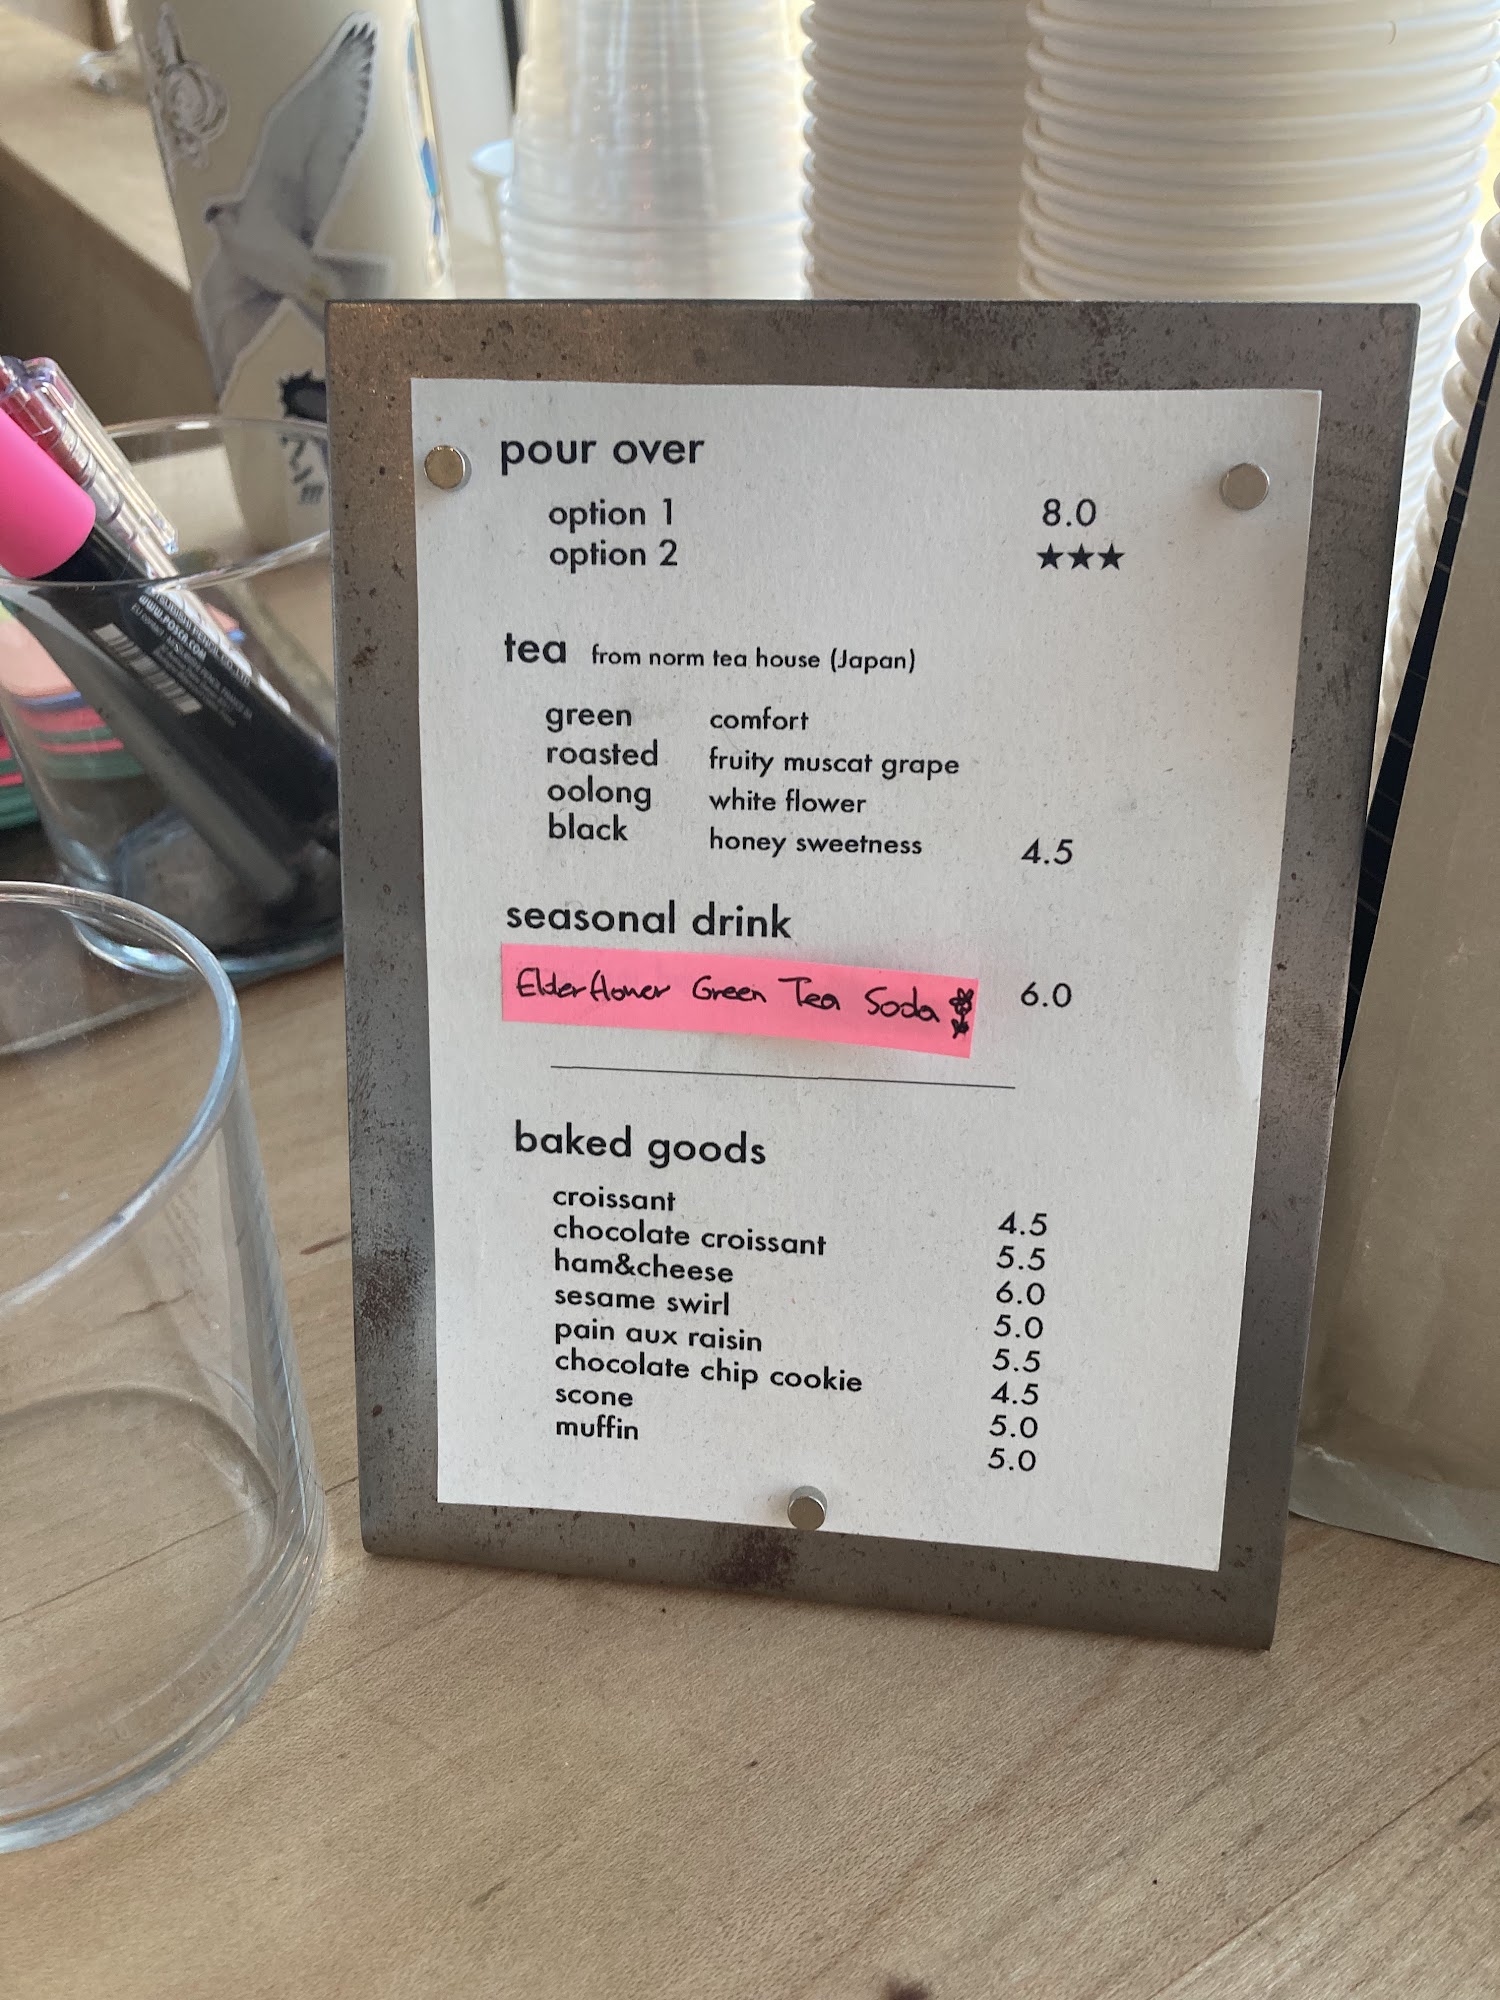 pour over
option 1 8.0
option 2 ★★★
tea from norm tea house (Japan)
green comfort
roasted fruity muscat grape
oolong white flower
black honey sweetness 4.5
seasonal drink
Elderflower Green Tea Soda 6.0
baked goods
croissant 4.5
chocolate croissant 5.5
ham&cheese 6.0
sesame swirl 5.0
pain aux raisin 5.5
chocolate chip cookie 4.5
scone 5.0
muffin 5.0
WWW.POSCA.COM